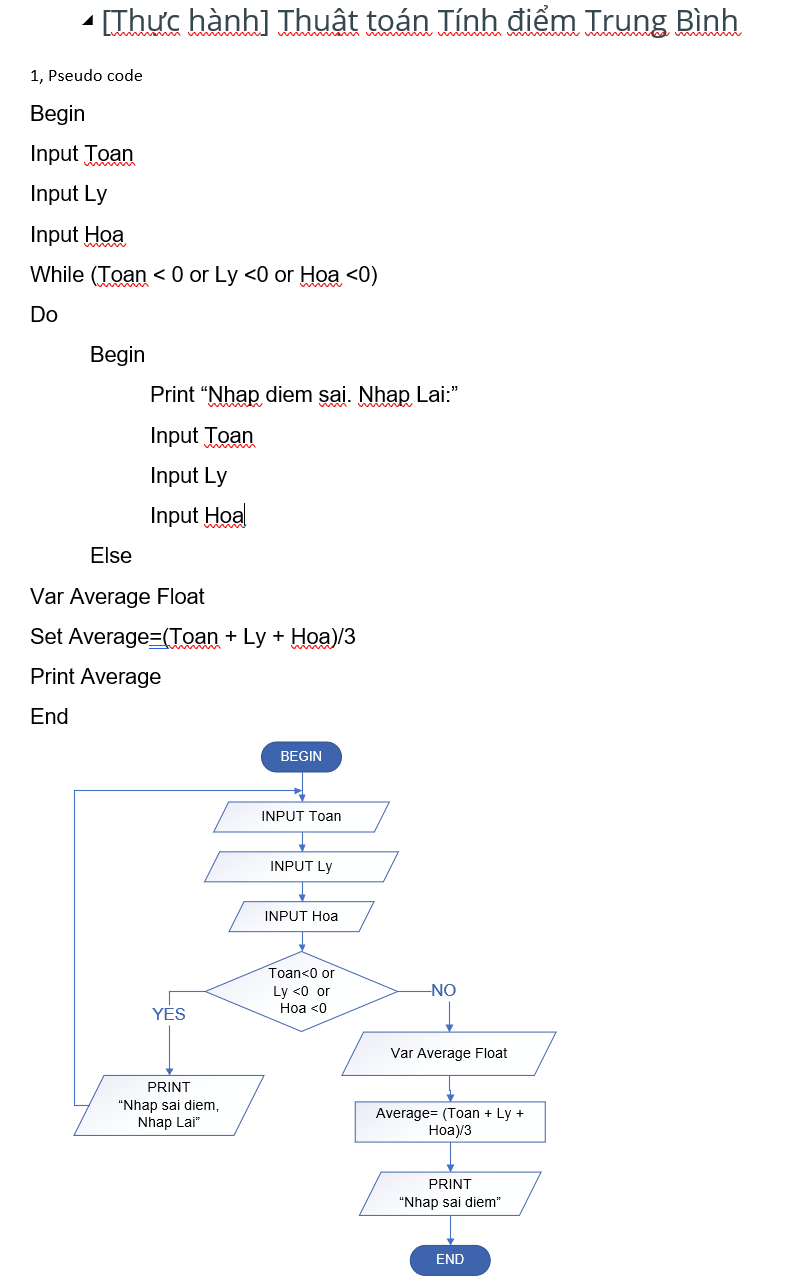 [Thực hành] Thuật toán Tính điểm Trung Bình
1, Pseudo code
Begin
Input Toan
Input Ly
Input Hoa
While (Toan < 0 or Ly <0 or Hoa <0)
Do
Begin
Print “Nhap diem sai. Nhap Lai:”
Input Toan
Input Ly
Input Hoa
Else
Var Average Float
Set Average=(Toan + Ly + Hoa)/3
Print Average
End
BEGIN
INPUT Toan
INPUT Ly
INPUT Hoa
Toan<0 or
Ly <0 or
Hoa <0
YES
NO
PRINT
“Nhap sai diem,
Nhap Lai”
Var Average Float
Average= (Toan + Ly +
Hoa)/3
PRINT
“Nhap sai diem”
END